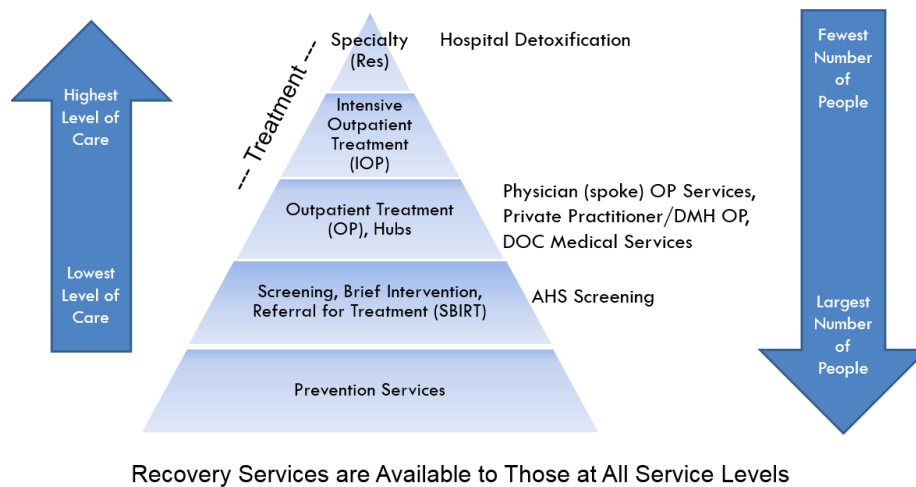 Specialty
(Res)
Hospital Detoxification
Fewest
Number
of
People
Highest
Level of
Care
--- Treatment ---
Intensive
Outpatient
Treatment
(IOP)
Outpatient Treatment
(OP), Hubs
Physician (spoke) OP Services,
Private Practitioner/DMH OP,
DOC Medical Services
Lowest
Level of
Care
Screening, Brief Intervention,
Referral for Treatment (SBIRT)
AHS Screening
Largest
Number
of
People
Prevention Services
Recovery Services are Available to Those at All Service Levels